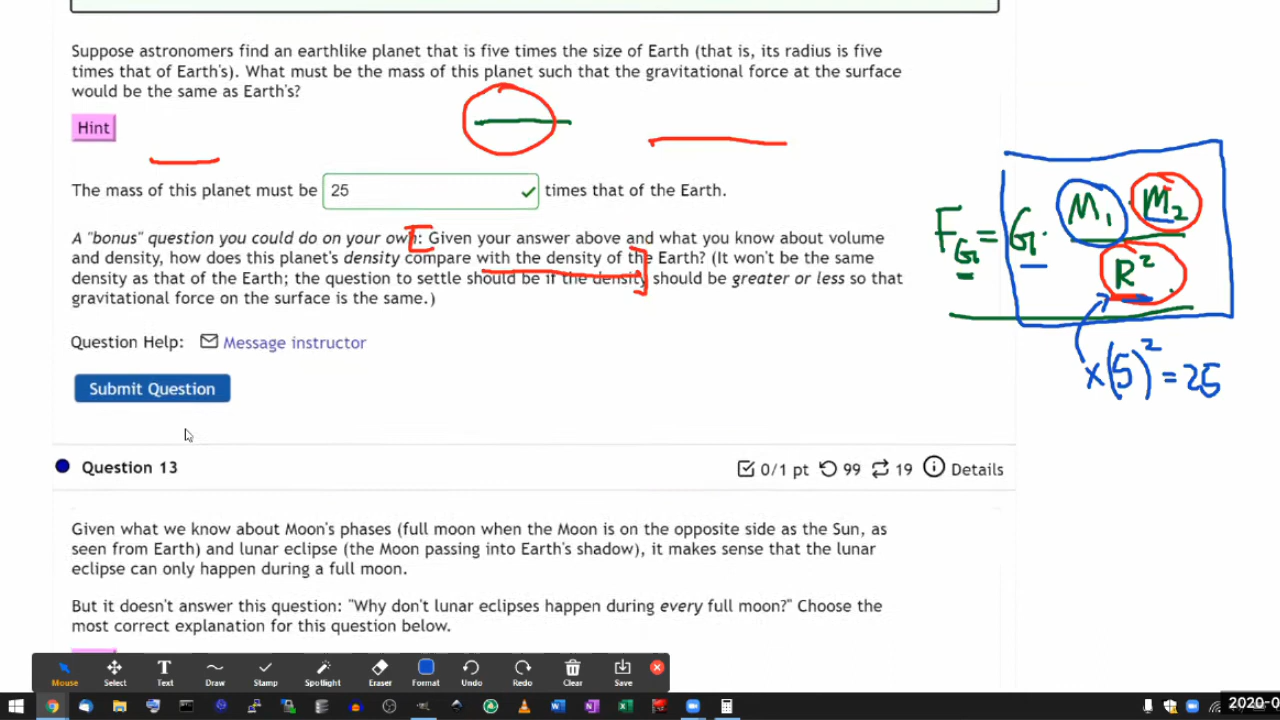 Suppose astronomers find an earthlike planet that is five times the size of Earth (that is, its radius is five
times that of Earth's). What must be the mass of this planet such that the gravitational force at the surface
would be the same as Earth's?
Hint
The mass of this planet must be 25 times that of the Earth.
A "bonus" question you could do on your own: Given your answer above and what you know about volume
and density, how does this planet's density compare with the density of the Earth? (It won't be the same
density as that of the Earth; the question to settle should be if the density should be greater or less so that
gravitational force on the surface is the same.)
Question Help: Message instructor
Submit Question
F_G = G · M₁ · M₂
R²
x(5)² = 25
Question 13
0/1 pt 99 19 Details
Given what we know about Moon's phases (full moon when the Moon is on the opposite side as the Sun, as
seen from Earth) and lunar eclipse (the Moon passing into Earth's shadow), it makes sense that the lunar
eclipse can only happen during a full moon.
But it doesn't answer this question: "Why don't lunar eclipses happen during every full moon?" Choose the
most correct explanation for this question below.
Mouse Select Text Draw Stamp Spotlight Eraser Format Undo Redo Clear Save
2020-0